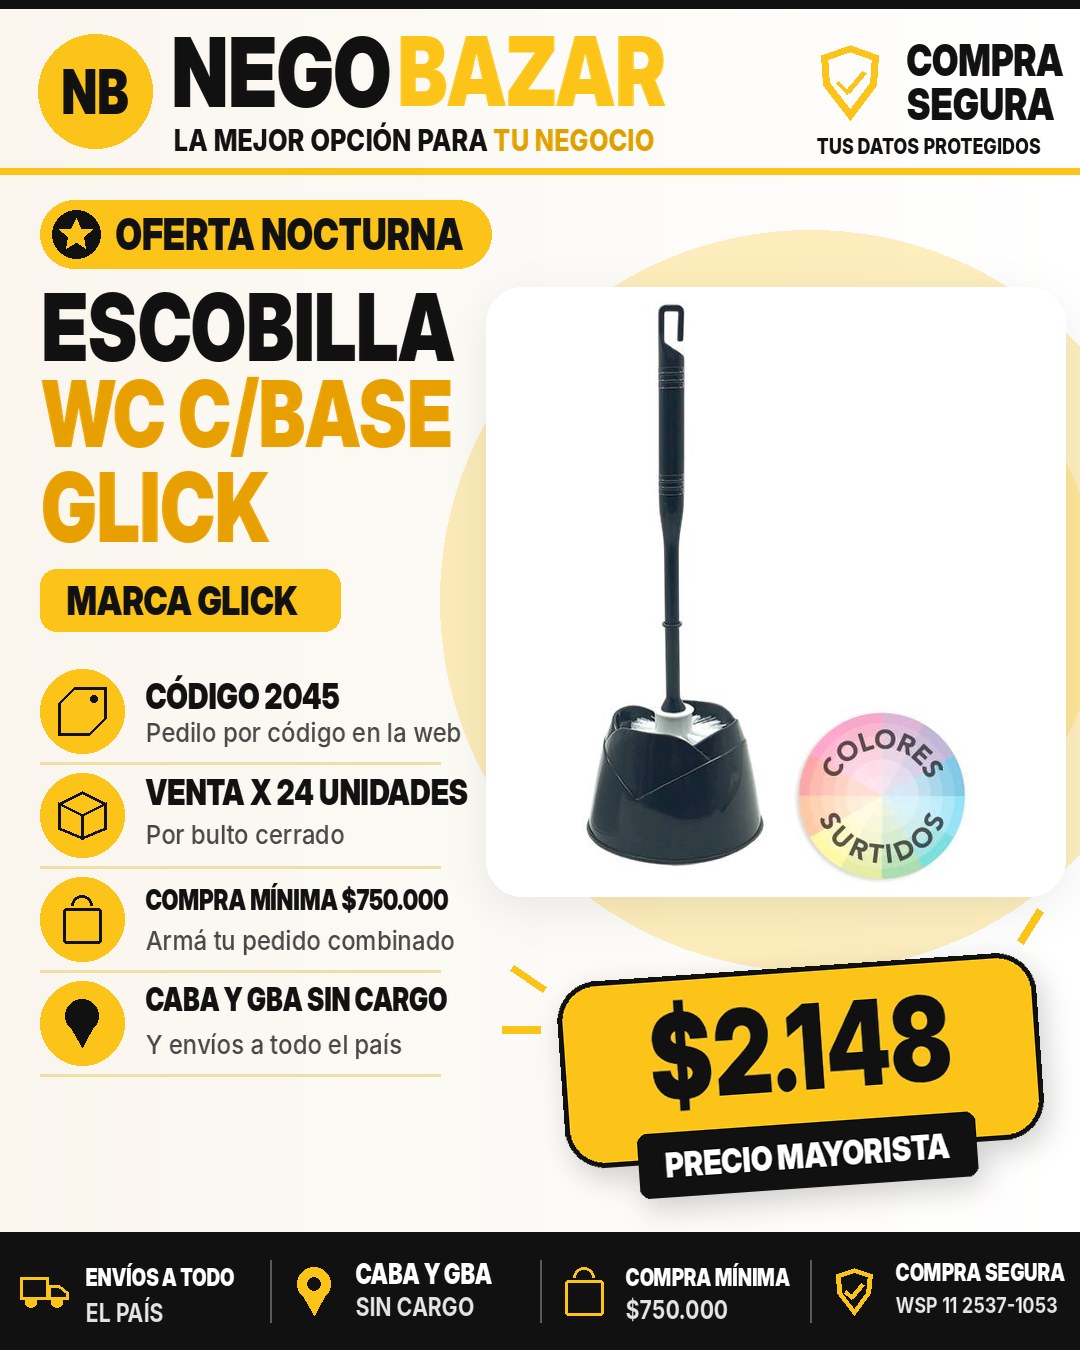 NB
NEGOBAZAR
LA MEJOR OPCIÓN PARA TU NEGOCIO
COMPRA
SEGURA
TUS DATOS PROTEGIDOS
OFERTA NOCTURNA
ESCOBILLA
WC C/BASE
GLICK
MARCA GLICK
CÓDIGO 2045
Pedilo por código en la web
VENTA X 24 UNIDADES
Por bulto cerrado
COMPRA MÍNIMA $750.000
Armá tu pedido combinado
CABA Y GBA SIN CARGO
Y envíos a todo el país
COLORES
SURTIDOS
$2.148
PRECIO MAYORISTA
ENVÍOS A TODO
EL PAÍS
CABA Y GBA
SIN CARGO
COMPRA MÍNIMA
$750.000
COMPRA SEGURA
WSP 11 2537-1053